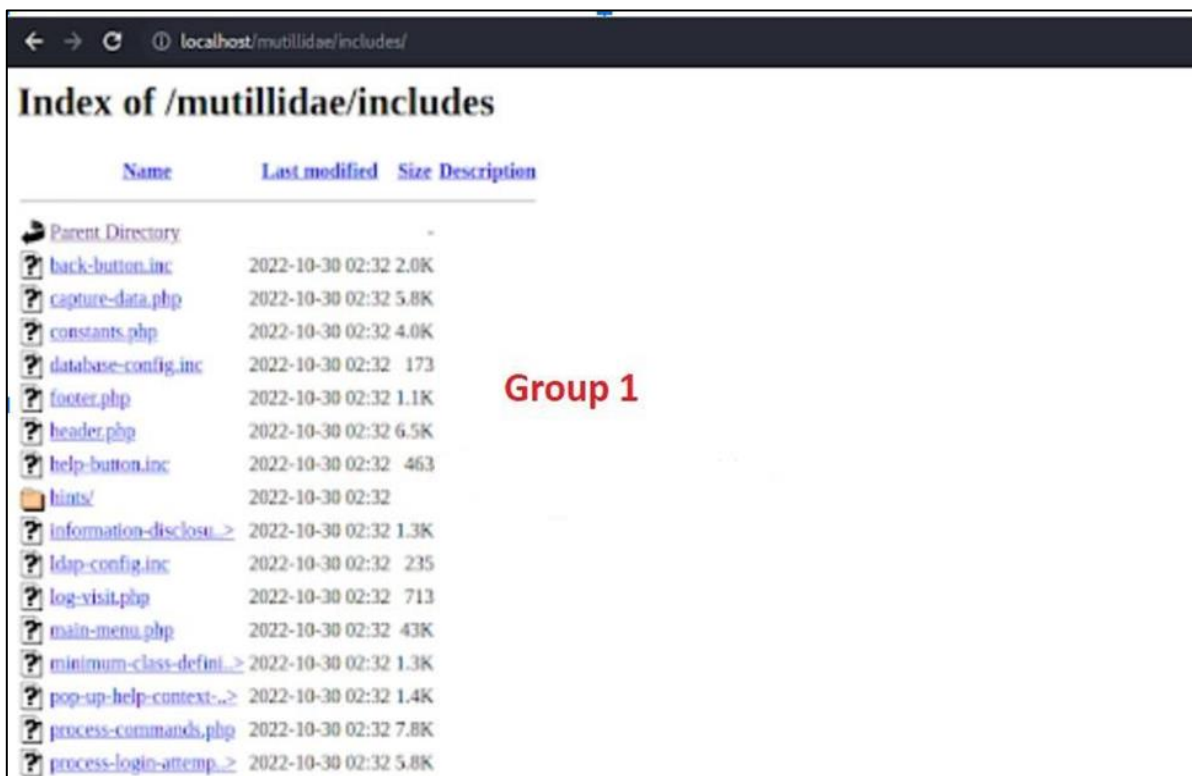 localhost/mutillidae/includes/
Index of /mutillidae/includes
Name Last modified Size Description
Parent Directory -
back-button.inc 2022-10-30 02:32 2.0K
capture-data.php 2022-10-30 02:32 5.8K
constants.php 2022-10-30 02:32 4.0K
database-config.inc 2022-10-30 02:32 173
footer.php 2022-10-30 02:32 1.1K
Group 1
header.php 2022-10-30 02:32 6.5K
help-button.inc 2022-10-30 02:32 463
hints/ 2022-10-30 02:32
information-disclosu..> 2022-10-30 02:32 1.3K
ldap-config.inc 2022-10-30 02:32 235
log-visit.php 2022-10-30 02:32 713
main-menu.php 2022-10-30 02:32 43K
minimum-class-defini..> 2022-10-30 02:32 1.3K
pop-up-help-context-..> 2022-10-30 02:32 1.4K
process-commands.php 2022-10-30 02:32 7.8K
process-login-attemp..> 2022-10-30 02:32 5.8K